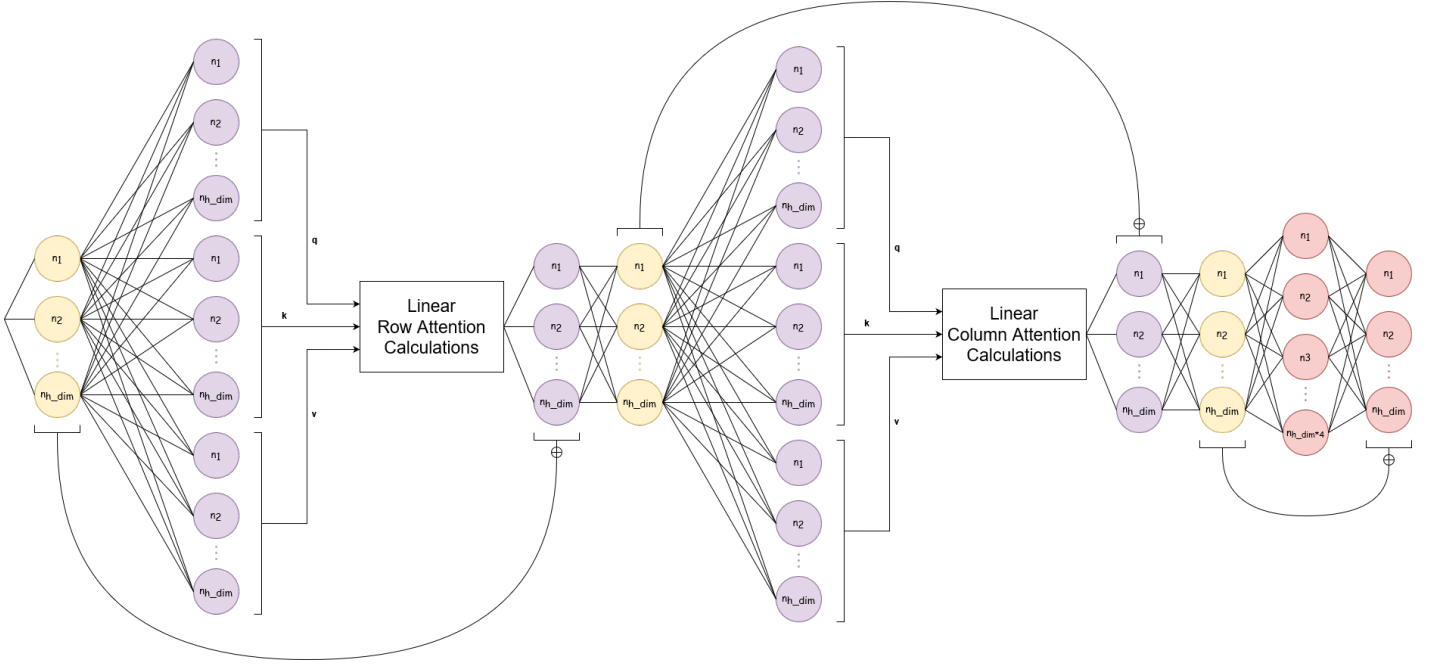 n1
n2
nh_dim
n1
n2
nh_dim
n1
n2
nh_dim
n1
n2
nh_dim
q
k
v
Linear
Row Attention
Calculations
n1
n2
nh_dim
n1
n2
nh_dim
n1
n2
nh_dim
n1
n2
nh_dim
n1
n2
nh_dim
q
k
v
Linear
Column Attention
Calculations
n1
n2
nh_dim
n1
n2
nh_dim
n1
n2
n3
nh_dim*4
n1
n2
nh_dim